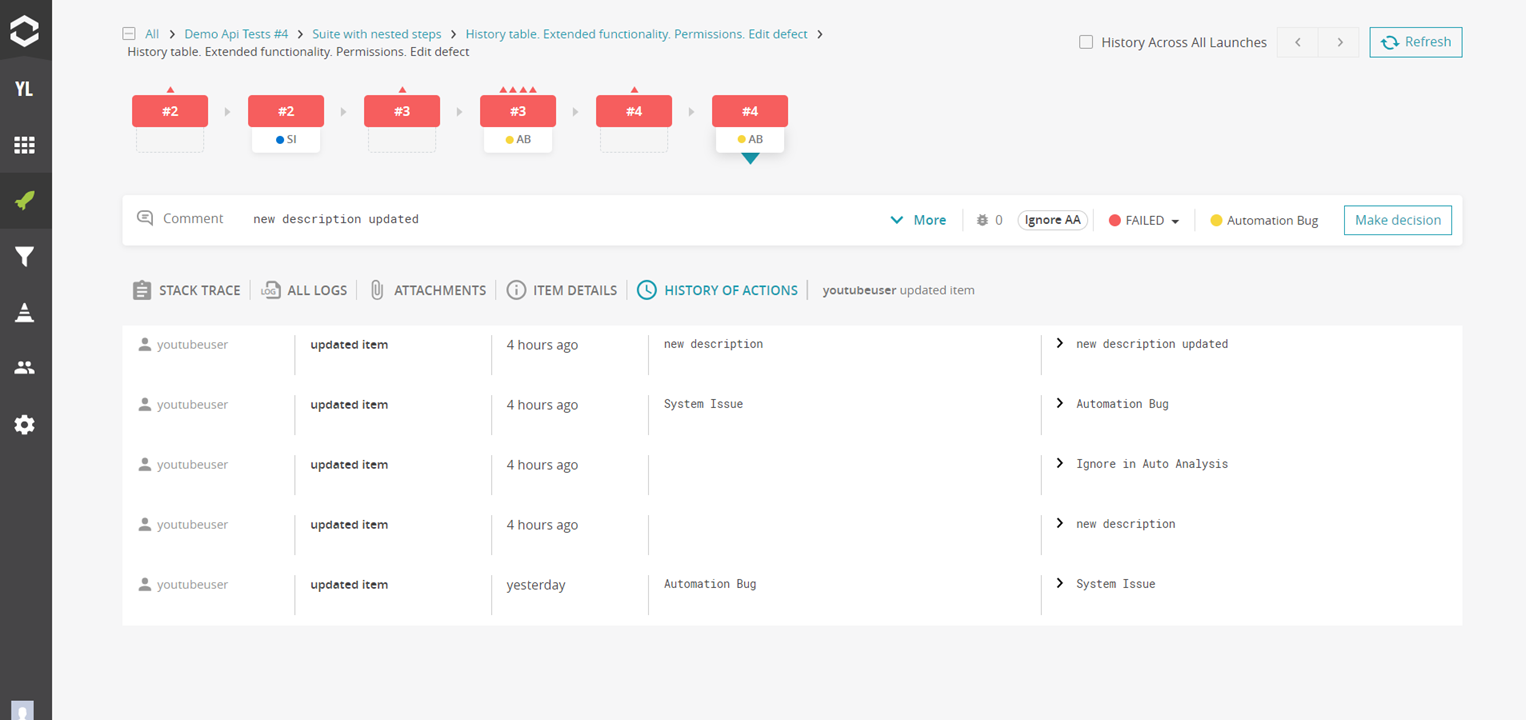 All Demo Api Tests #4 Suite with nested steps History table. Extended functionality. Permissions. Edit defect
History table. Extended functionality. Permissions. Edit defect
History Across All Launches
Refresh
YL
#2 #2 #3 #3 #4 #4
SI AB AB
Comment new description updated More 0 Ignore AA FAILED Automation Bug Make decision
STACK TRACE LOG ALL LOGS ATTACHMENTS ITEM DETAILS HISTORY OF ACTIONS youtubeuser updated item
youtubeuser updated item 4 hours ago new description new description updated
youtubeuser updated item 4 hours ago System Issue Automation Bug
youtubeuser updated item 4 hours ago Ignore in Auto Analysis
youtubeuser updated item 4 hours ago new description
youtubeuser updated item yesterday Automation Bug System Issue